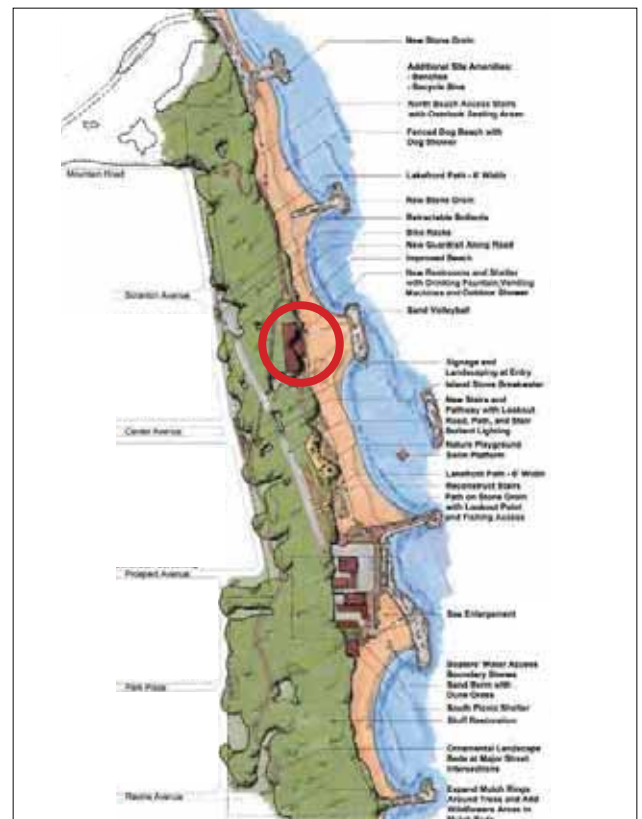 New Stone Groin
Additional Site Amenities:
- Benches
- Recycle Bins
North Beach Access Stairs
with Overlook Seating Areas
Fenced Dog Beach with
Dog Shower
Mountain Road
Lakefront Path - 6' Width
New Stone Groin
Retractable Bollards
Bike Racks
New Guardrail Along Road
Improved Beach
New Restrooms and Shelter
with Drinking Fountain, Vending
Machines and Outdoor Shower
Scranton Avenue
Sand Volleyball
Signage and
Landscaping at Entry
Island Stone Breakwater
New Stairs and
Pathway with Lookout
Road, Path, and Stair
Bollard Lighting
Center Avenue
Nature Playground
Swim Platform
Lakefront Path - 6' Width
Reconstruct Stairs
Path on Stone Groin
with Lookout Point
and Fishing Access
Prospect Avenue
See Enlargement
Boaters' Water Access
Boundary Stones
Sand Berm with
Dune Grass
Park Place
South Picnic Shelter
Bluff Restoration
Ornamental Landscape
Beds at Major Street
Intersections
Ravine Avenue
Expand Mulch Rings
Around Trees and Add
Wildflowers Areas in
Mulch Beds